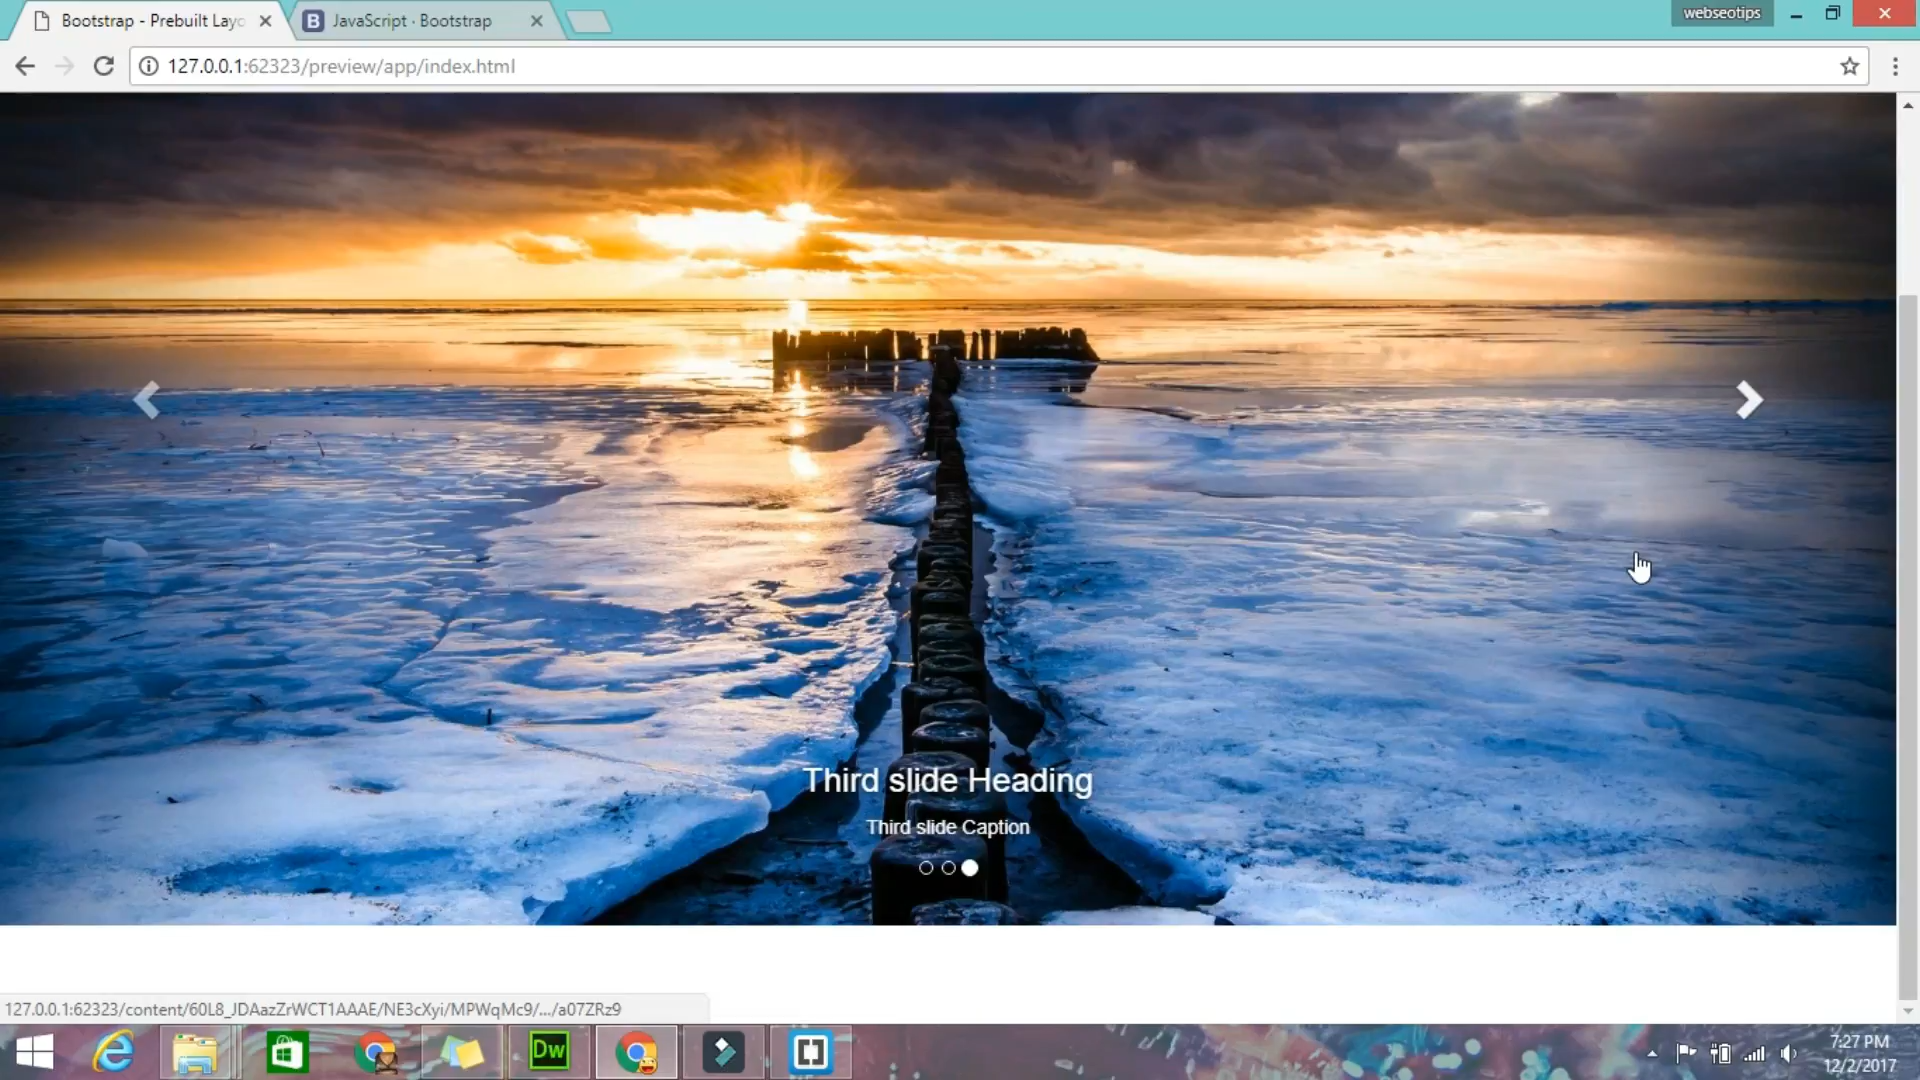 Bootstrap - Prebuilt Layo
B JavaScript · Bootstrap
webseotips
127.0.0.1:62323/preview/app/index.html
Third slide Heading
Third slide Caption
127.0.0.1:62323/content/60L8_JDAazZrWCT1AAAE/NE3cXyi/MPWqMc9/.../a07ZRz9
Dw
7:27 PM
12/2/2017